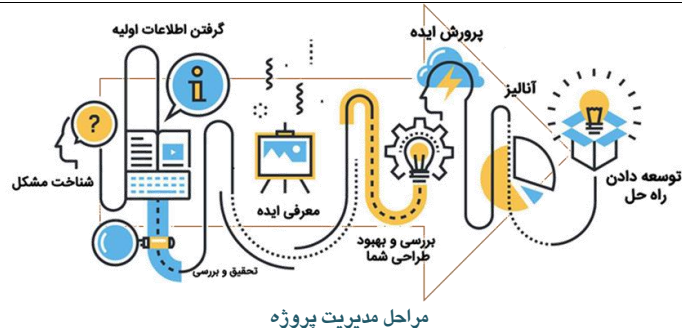 گرفتن اطلاعات اولیه
پرورش ایده
آنالیز
i
?
شناخت مشکل
توسعه دادن
راه حل
معرفی ایده
بررسی و بهبود
طراحی شما
تحقیق و بررسی
مراحل مدیریت پروژه